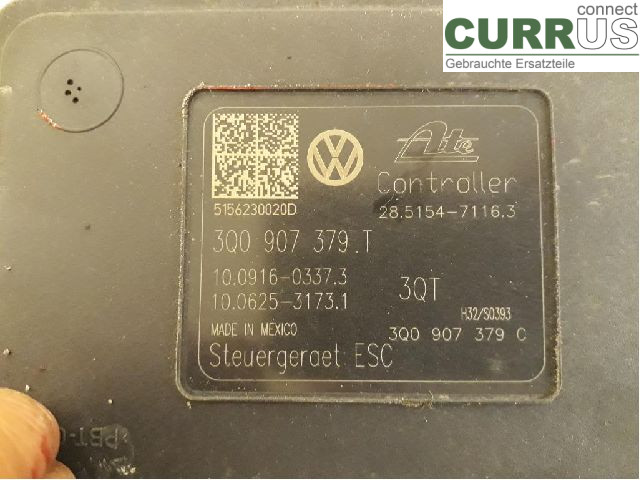 connect
CURRUS
Gebrauchte Ersatzteile
Ate
Controller
5156230020D
28.5154-7116.3
3Q0 907 379 T
10.0916-0337.3
3QT
10.0625-3173.1
H32/S0393
MADE IN MEXICO
3Q0 907 379 C
Steuergeraet ESC